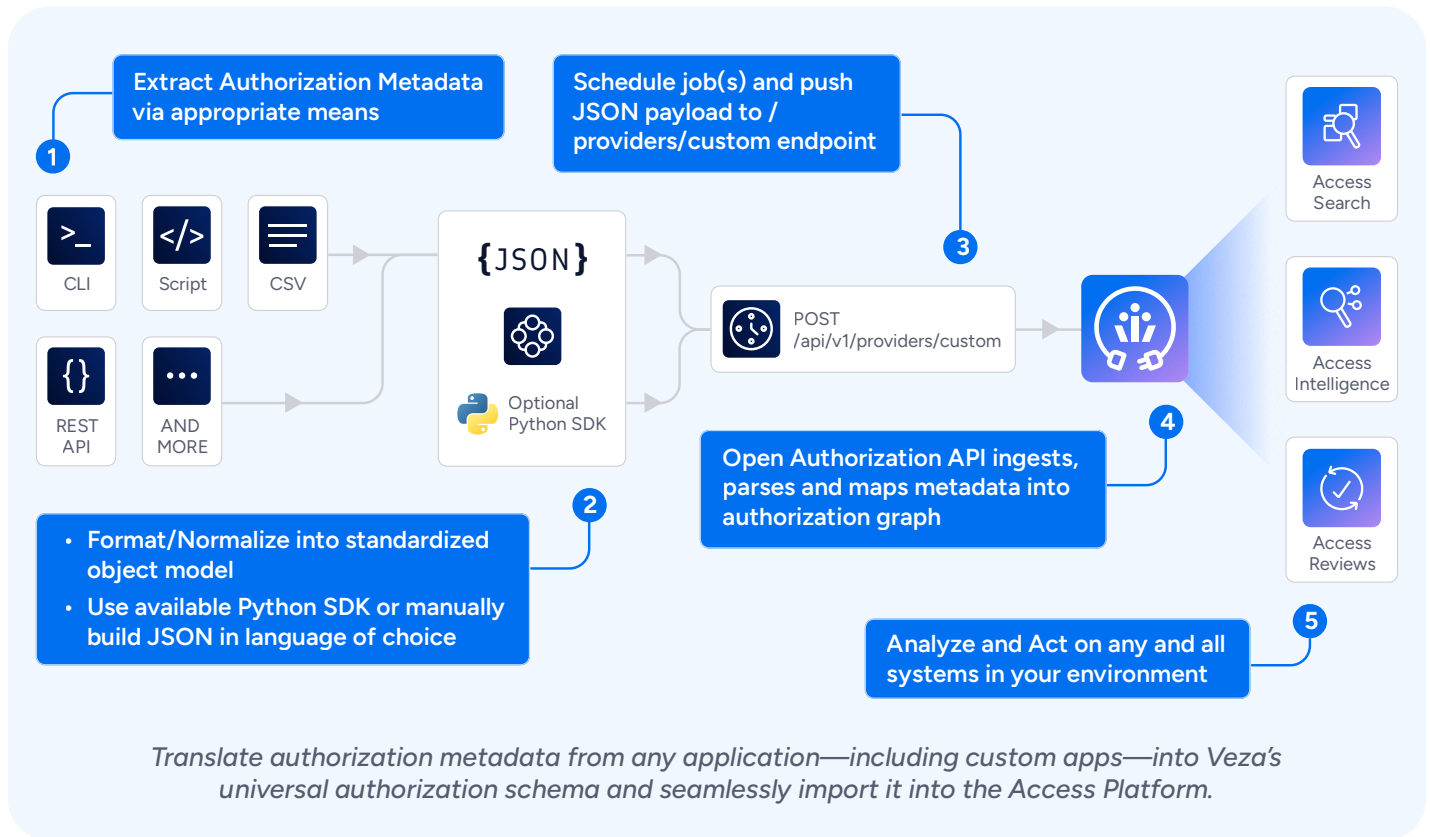 Extract Authorization Metadata
via appropriate means
1
Schedule job(s) and push
JSON payload to /
providers/custom endpoint
3
>_
CLI
</>
Script
CSV
{}
REST
API
AND
MORE
{JSON}
Optional
Python SDK
2
• Format/Normalize into standardized
object model
• Use available Python SDK or manually
build JSON in language of choice
POST
/api/v1/providers/custom
4
Open Authorization API ingests,
parses and maps metadata into
authorization graph
Access
Search
Access
Intelligence
Access
Reviews
5
Analyze and Act on any and all
systems in your environment
Translate authorization metadata from any application—including custom apps—into Veza’s
universal authorization schema and seamlessly import it into the Access Platform.